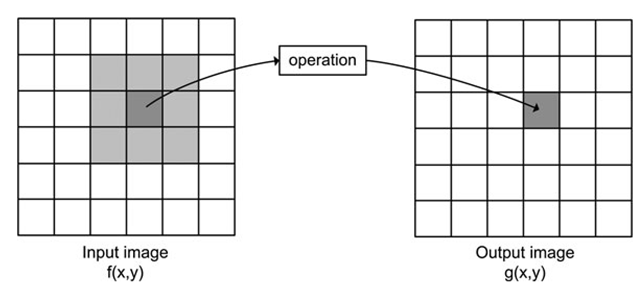 operation
Input image
f(x,y)
Output image
g(x,y)